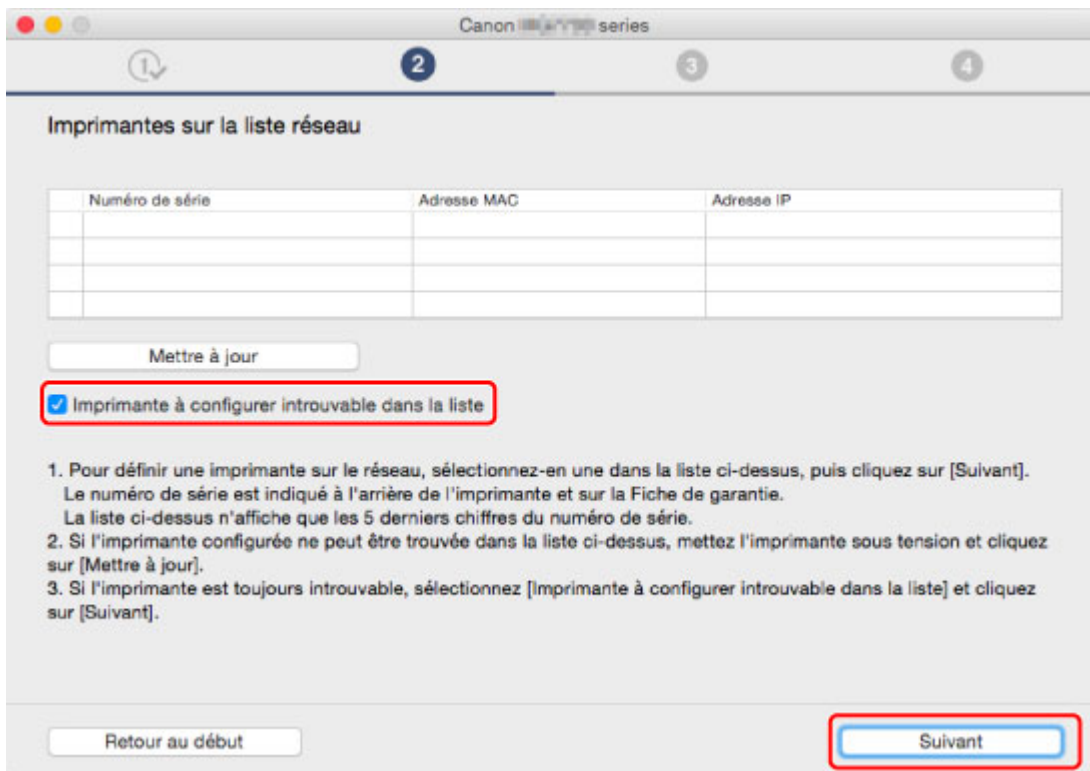 Canon series
1
2
3
4
Imprimantes sur la liste réseau
Numéro de série Adresse MAC Adresse IP
Mettre à jour
Imprimante à configurer introuvable dans la liste
1. Pour définir une imprimante sur le réseau, sélectionnez-en une dans la liste ci-dessus, puis cliquez sur [Suivant].
Le numéro de série est indiqué à l'arrière de l'imprimante et sur la Fiche de garantie.
La liste ci-dessus n'affiche que les 5 derniers chiffres du numéro de série.
2. Si l'imprimante configurée ne peut être trouvée dans la liste ci-dessus, mettez l'imprimante sous tension et cliquez
sur [Mettre à jour].
3. Si l'imprimante est toujours introuvable, sélectionnez [Imprimante à configurer introuvable dans la liste] et cliquez
sur [Suivant].
Retour au début
Suivant